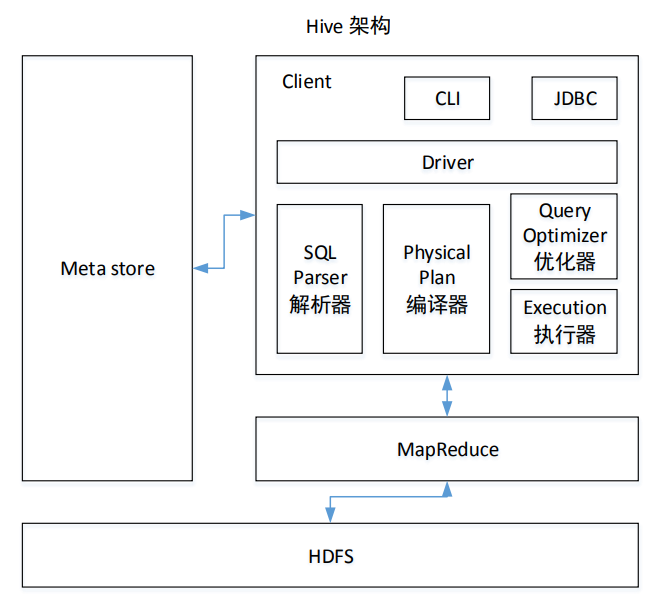 Hive 架构
Client
CLI
JDBC
Driver
Meta store
SQL
Parser
解析器
Physical
Plan
编译器
Query
Optimizer
优化器
Execution
执行器
MapReduce
HDFS